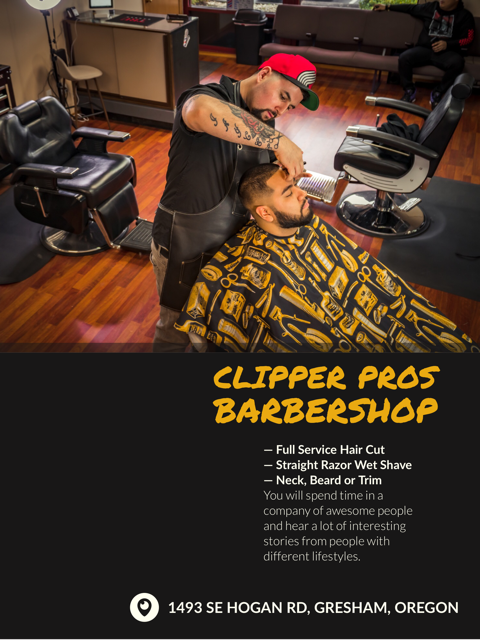 CLIPPER PROS
BARBERSHOP
— Full Service Hair Cut
— Straight Razor Wet Shave
— Neck, Beard or Trim
You will spend time in a
company of awesome people
and hear a lot of interesting
stories from people with
different lifestyles.
1493 SE HOGAN RD, GRESHAM, OREGON